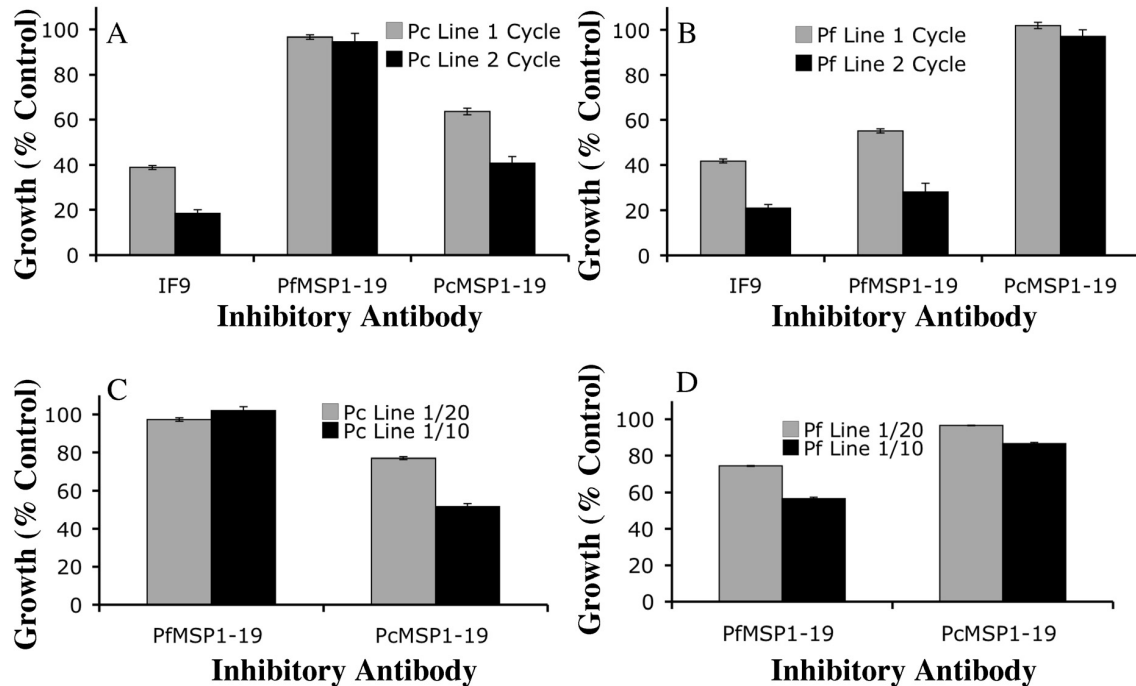 A
Pc Line 1 Cycle
Pc Line 2 Cycle
Growth (% Control)
100
80
60
40
20
0
IF9 PfMSP1-19 PcMSP1-19
Inhibitory Antibody
B
Pf Line 1 Cycle
Pf Line 2 Cycle
Growth (% Control)
100
80
60
40
20
0
IF9 PfMSP1-19 PcMSP1-19
Inhibitory Antibody
C
Pc Line 1/20
Pc Line 1/10
Growth (% Control)
100
80
60
40
20
0
PfMSP1-19 PcMSP1-19
Inhibitory Antibody
D
Pf Line 1/20
Pf Line 1/10
Growth (% Control)
100
80
60
40
20
0
PfMSP1-19 PcMSP1-19
Inhibitory Antibody